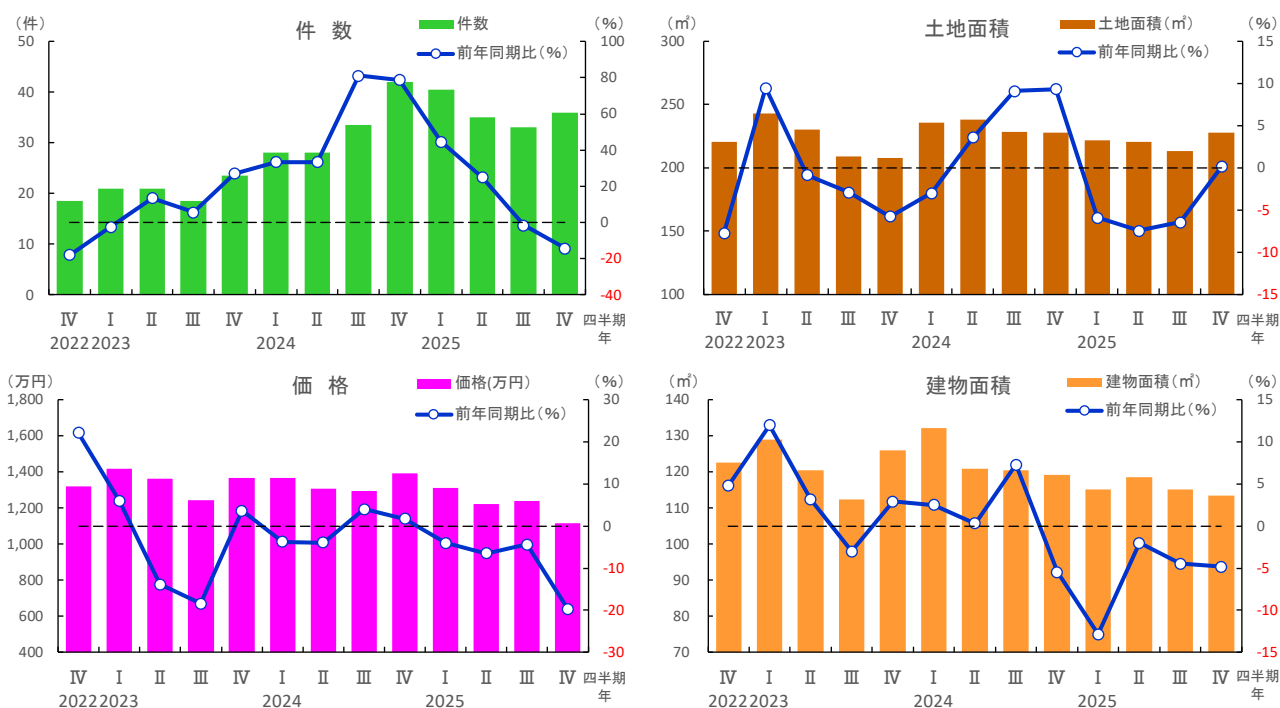 （件）
件　数
件数
前年同期比（％）
（％）
50
40
30
20
10
0
100
80
60
40
20
0
-20
-40
Ⅳ Ⅰ Ⅱ Ⅲ Ⅳ Ⅰ Ⅱ Ⅲ Ⅳ Ⅰ Ⅱ Ⅲ Ⅳ 四半期
2022 2023 2024 2025 年
（㎡）
土地面積
土地面積（㎡）
前年同期比（％）
（％）
300
250
200
150
100
15
10
5
0
-5
-10
-15
Ⅳ Ⅰ Ⅱ Ⅲ Ⅳ Ⅰ Ⅱ Ⅲ Ⅳ Ⅰ Ⅱ Ⅲ Ⅳ 四半期
2022 2023 2024 2025 年
（万円）
価　格
価格(万円)
前年同期比（％）
（％）
1,800
1,600
1,400
1,200
1,000
800
600
400
30
20
10
0
-10
-20
-30
Ⅳ Ⅰ Ⅱ Ⅲ Ⅳ Ⅰ Ⅱ Ⅲ Ⅳ Ⅰ Ⅱ Ⅲ Ⅳ 四半期
2022 2023 2024 2025 年
（㎡）
建物面積
建物面積（㎡）
前年同期比（％）
（％）
140
130
120
110
100
90
80
70
15
10
5
0
-5
-10
-15
Ⅳ Ⅰ Ⅱ Ⅲ Ⅳ Ⅰ Ⅱ Ⅲ Ⅳ Ⅰ Ⅱ Ⅲ Ⅳ 四半期
2022 2023 2024 2025 年